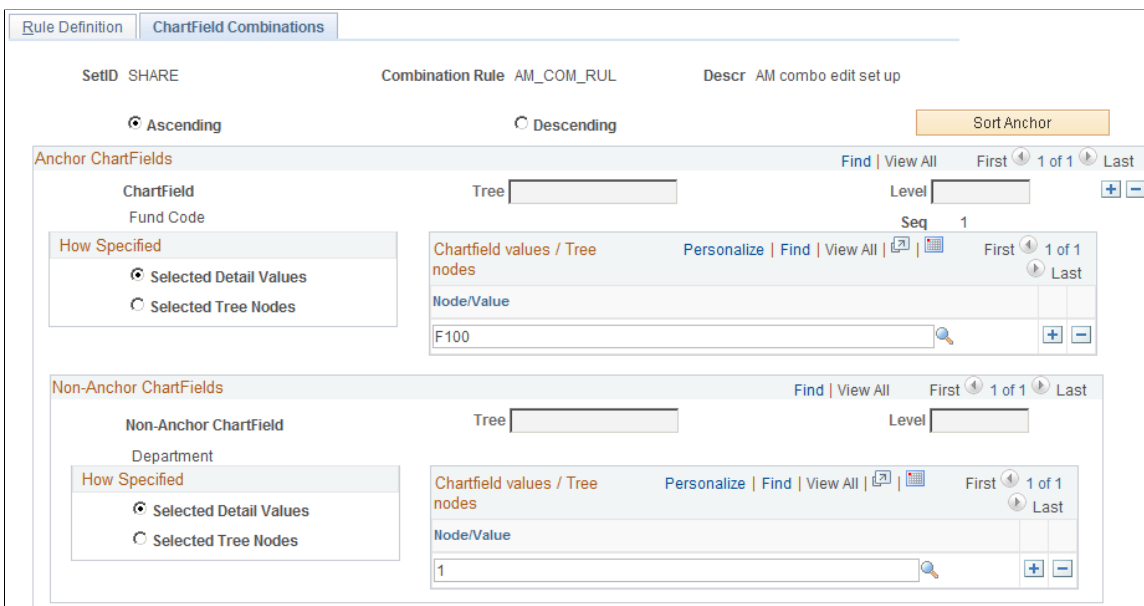 Rule Definition ChartField Combinations
SetID SHARE Combination Rule AM_COM_RUL Descr AM combo edit set up
Ascending Descending Sort Anchor
Anchor ChartFields Find | View All First 1 of 1 Last
ChartField Tree Level
Fund Code Seq 1
How Specified
Selected Detail Values
Selected Tree Nodes
Chartfield values / Tree nodes Personalize | Find | View All | | First 1 of 1 Last
Node/Value
F100
Non-Anchor ChartFields Find | View All First 1 of 1 Last
Non-Anchor ChartField Tree Level
Department
How Specified
Selected Detail Values
Selected Tree Nodes
Chartfield values / Tree nodes Personalize | Find | View All | | First 1 of 1 Last
Node/Value
1